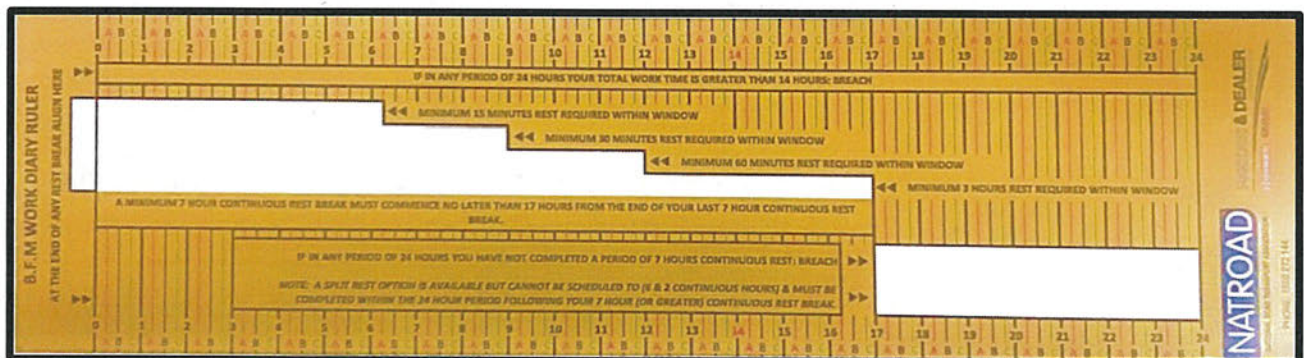 B.F.M WORK DIARY RULER
AT THE END OF ANY REST BREAK ALIGN HERE
A B C A B C A B C A B C A B C A B C A B C A B C A B C A B C A B C A B C A B C A B C A B C A B C A B C A B C A B C A B C A B C A B C A B C A B C
0 1 2 3 4 5 6 7 8 9 10 11 12 13 14 15 16 17 18 19 20 21 22 23 24
IF IN ANY PERIOD OF 24 HOURS YOUR TOTAL WORK TIME IS GREATER THAN 14 HOURS: BREACH
MINIMUM 15 MINUTES REST REQUIRED WITHIN WINDOW
MINIMUM 30 MINUTES REST REQUIRED WITHIN WINDOW
MINIMUM 60 MINUTES REST REQUIRED WITHIN WINDOW
MINIMUM 3 HOURS REST REQUIRED WITHIN WINDOW
A MINIMUM 7 HOUR CONTINUOUS REST BREAK MUST COMMENCE NO LATER THAN 17 HOURS FROM THE END OF YOUR LAST 7 HOUR CONTINUOUS REST
BREAK.
IF IN ANY PERIOD OF 24 HOURS YOU HAVE NOT COMPLETED A PERIOD OF 7 HOURS CONTINUOUS REST: BREACH
NOTE: A SPLIT REST OPTION IS AVAILABLE BUT CANNOT BE SCHEDULED TO (6 & 2 CONTINUOUS HOURS) & MUST BE
COMPLETED WITHIN THE 24 HOUR PERIOD FOLLOWING YOUR 7 HOUR (OR GREATER) CONTINUOUS REST BREAK.
0 1 2 3 4 5 6 7 8 9 10 11 12 13 14 15 16 17 18 19 20 21 22 23 24
A B C A B C A B C A B C A B C A B C A B C A B C A B C A B C A B C A B C A B C A B C A B C A B C A B C A B C A B C A B C A B C A B C A B C A B C
NATROAD
& DEALER